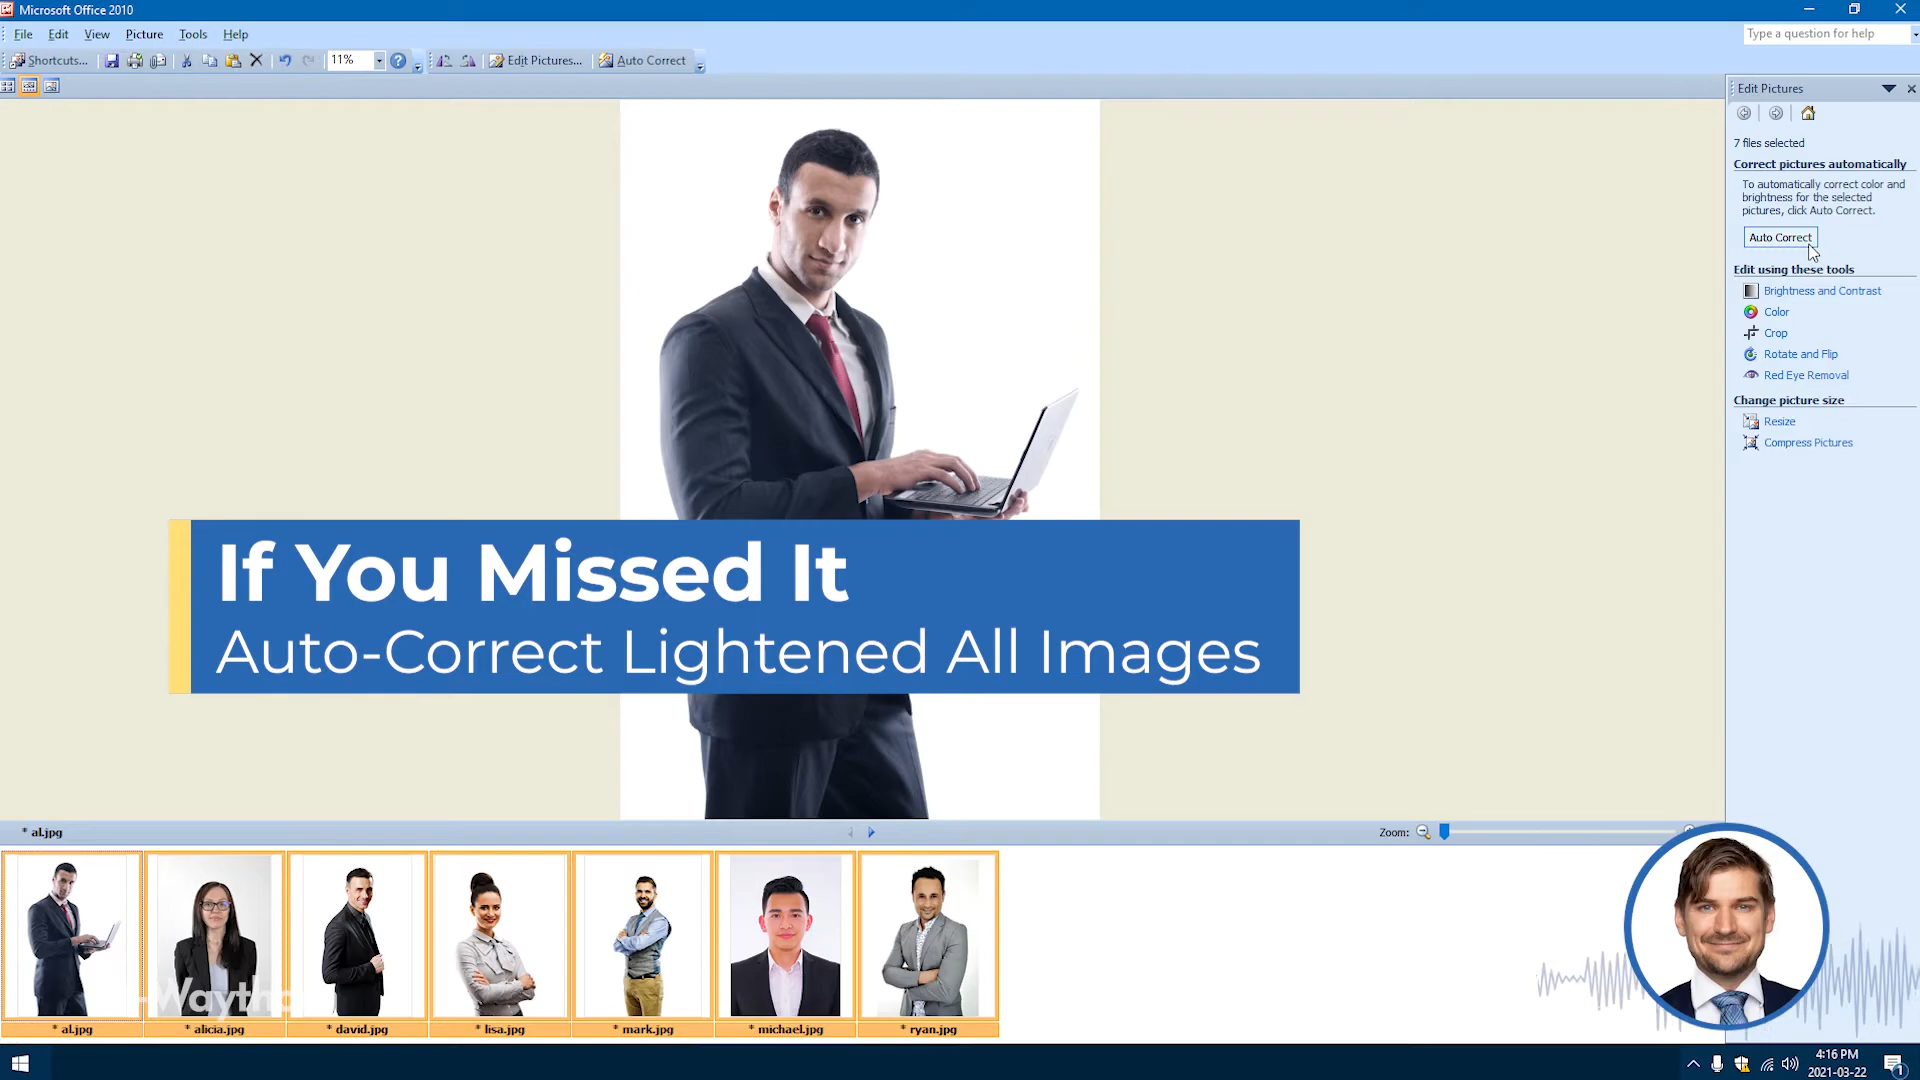 Microsoft Office 2010
File Edit View Picture Tools Help
Type a question for help
Shortcuts... 11% Edit Pictures... Auto Correct
Edit Pictures
7 files selected
Correct pictures automatically
To automatically correct color and
brightness for the selected
pictures, click Auto Correct.
Auto Correct
Edit using these tools
Brightness and Contrast
Color
Crop
Rotate and Flip
Red Eye Removal
Change picture size
Resize
Compress Pictures
If You Missed It
Auto-Correct Lightened All Images
* al.jpg
Zoom:
* al.jpg
* alicia.jpg
* david.jpg
* lisa.jpg
* mark.jpg
* michael.jpg
* ryan.jpg
4:16 PM
2021-03-22
1